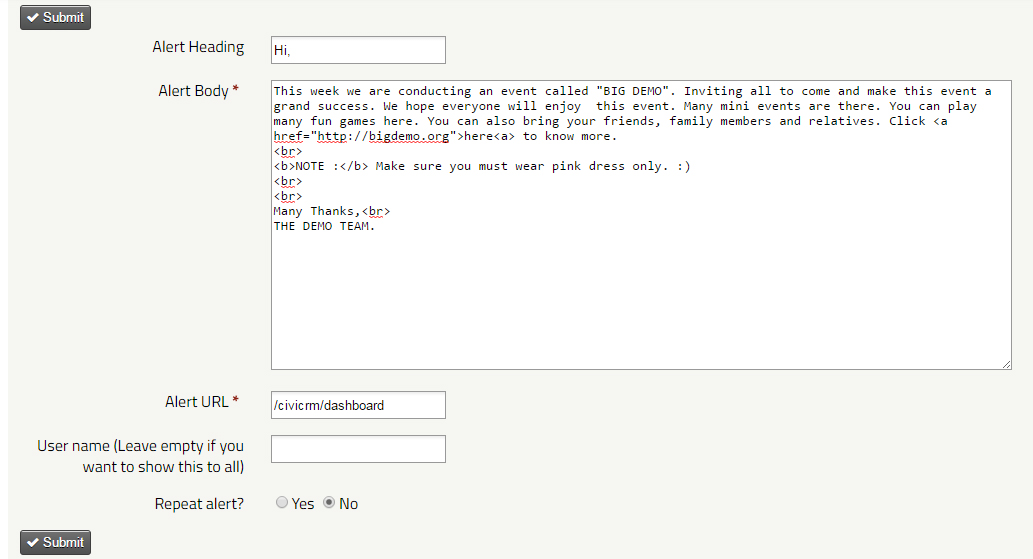 Submit
Alert Heading
Hi,
Alert Body *
This week we are conducting an event called "BIG DEMO". Inviting all to come and make this event a
grand success. We hope everyone will enjoy  this event. Many mini events are there. You can play
many fun games here. You can also bring your friends, family members and relatives. Click <a
href="http://bigdemo.org">here<a> to know more.
<br>
<b>NOTE :</b> Make sure you must wear pink dress only. :)
<br>
<br>
Many Thanks,<br>
THE DEMO TEAM.
Alert URL *
/civicrm/dashboard
User name (Leave empty if you
want to show this to all)
Repeat alert?
Yes No
Submit